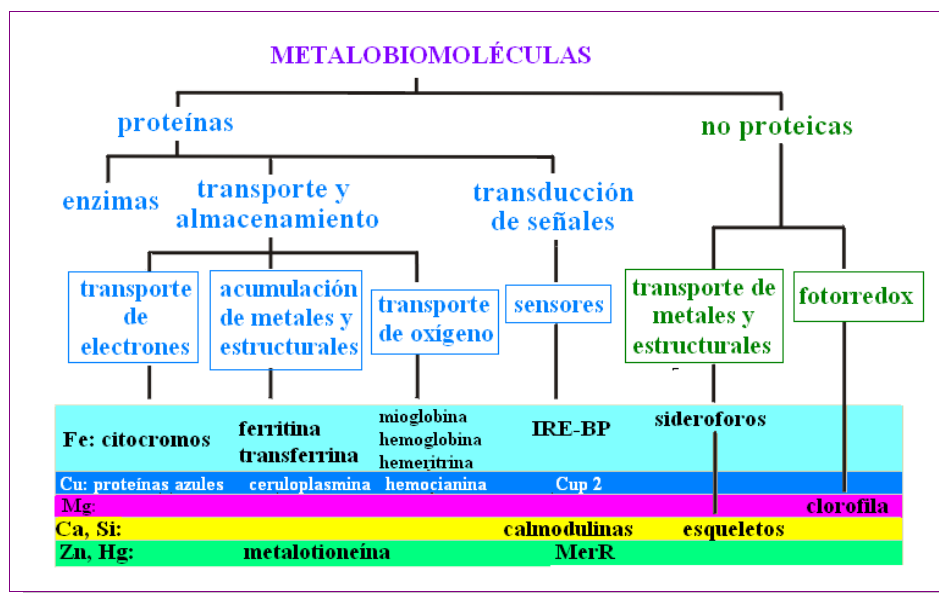 METALOBIOMOLÉCULAS
proteínas
no proteicas
enzimas
transporte y
almacenamiento
transducción
de señales
transporte
de
electrones
acumulación
de metales y
estructurales
transporte
de oxígeno
sensores
transporte de
metales y
estructurales
fotorredox
Fe: citocromos
ferritina
transferrina
mioglobina
hemoglobina
hemeritrina
IRE-BP
sideroforos
Cu: proteínas azules
ceruloplasmina
hemocianina
Cup 2
Mg:
clorofila
Ca, Si:
calmodulinas
esqueletos
Zn, Hg:
metalotioneína
MerR